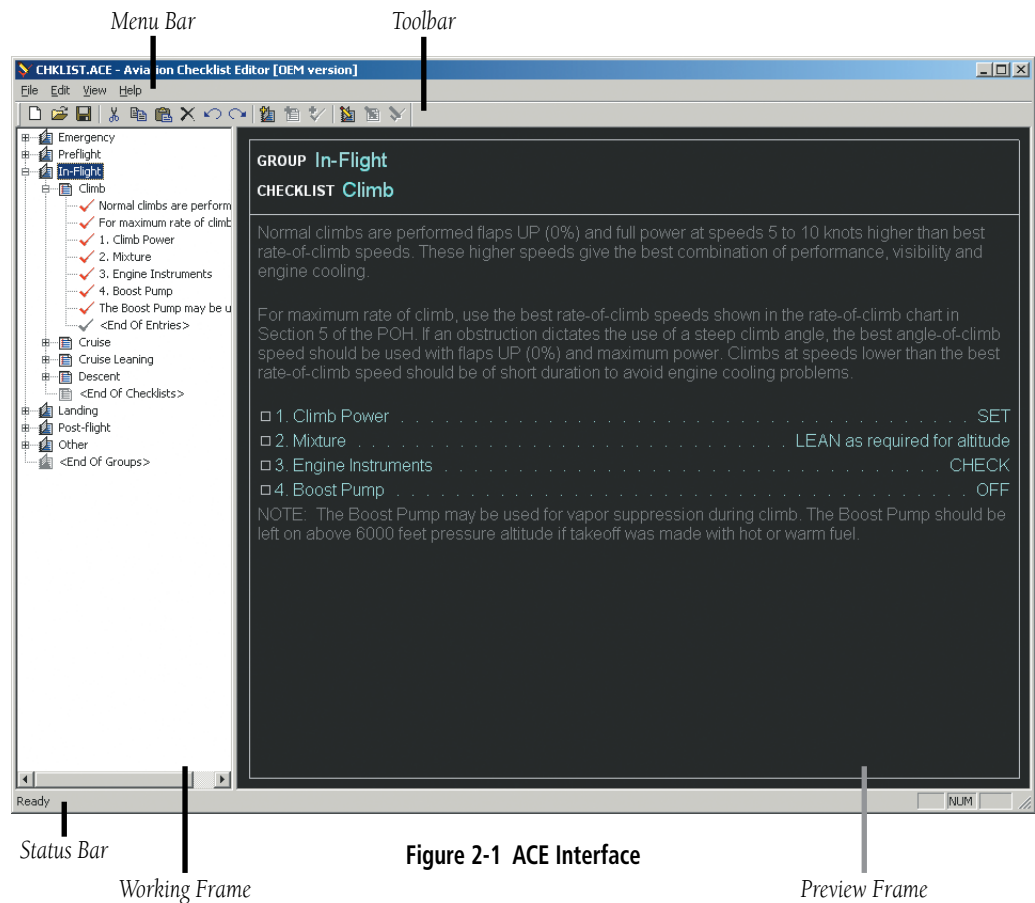 Menu Bar
Toolbar
CHKLIST.ACE - Aviation Checklist Editor [OEM version]
File Edit View Help
Emergency
Preflight
In-Flight
Climb
Normal climbs are perform
For maximum rate of climb
1. Climb Power
2. Mixture
3. Engine Instruments
4. Boost Pump
The Boost Pump may be u
<End Of Entries>
Cruise
Cruise Leaning
Descent
<End Of Checklists>
Landing
Post-flight
Other
<End Of Groups>
GROUP In-Flight
CHECKLIST Climb
Normal climbs are performed flaps UP (0%) and full power at speeds 5 to 10 knots higher than best
rate-of-climb speeds. These higher speeds give the best combination of performance, visibility and
engine cooling.
For maximum rate of climb, use the best rate-of-climb speeds shown in the rate-of-climb chart in
Section 5 of the POH. If an obstruction dictates the use of a steep climb angle, the best angle-of-climb
speed should be used with flaps UP (0%) and maximum power. Climbs at speeds lower than the best
rate-of-climb speed should be of short duration to avoid engine cooling problems.
1. Climb Power . . . . . . . . . . . . . . . . . . . . SET
2. Mixture . . . . . . . . . . . . . . . . . . . . LEAN as required for altitude
3. Engine Instruments . . . . . . . . . . . . . . . . . . . . CHECK
4. Boost Pump . . . . . . . . . . . . . . . . . . . . OFF
NOTE: The Boost Pump may be used for vapor suppression during climb. The Boost Pump should be
left on above 6000 feet pressure altitude if takeoff was made with hot or warm fuel.
Ready
NUM
Status Bar
Figure 2-1 ACE Interface
Working Frame
Preview Frame